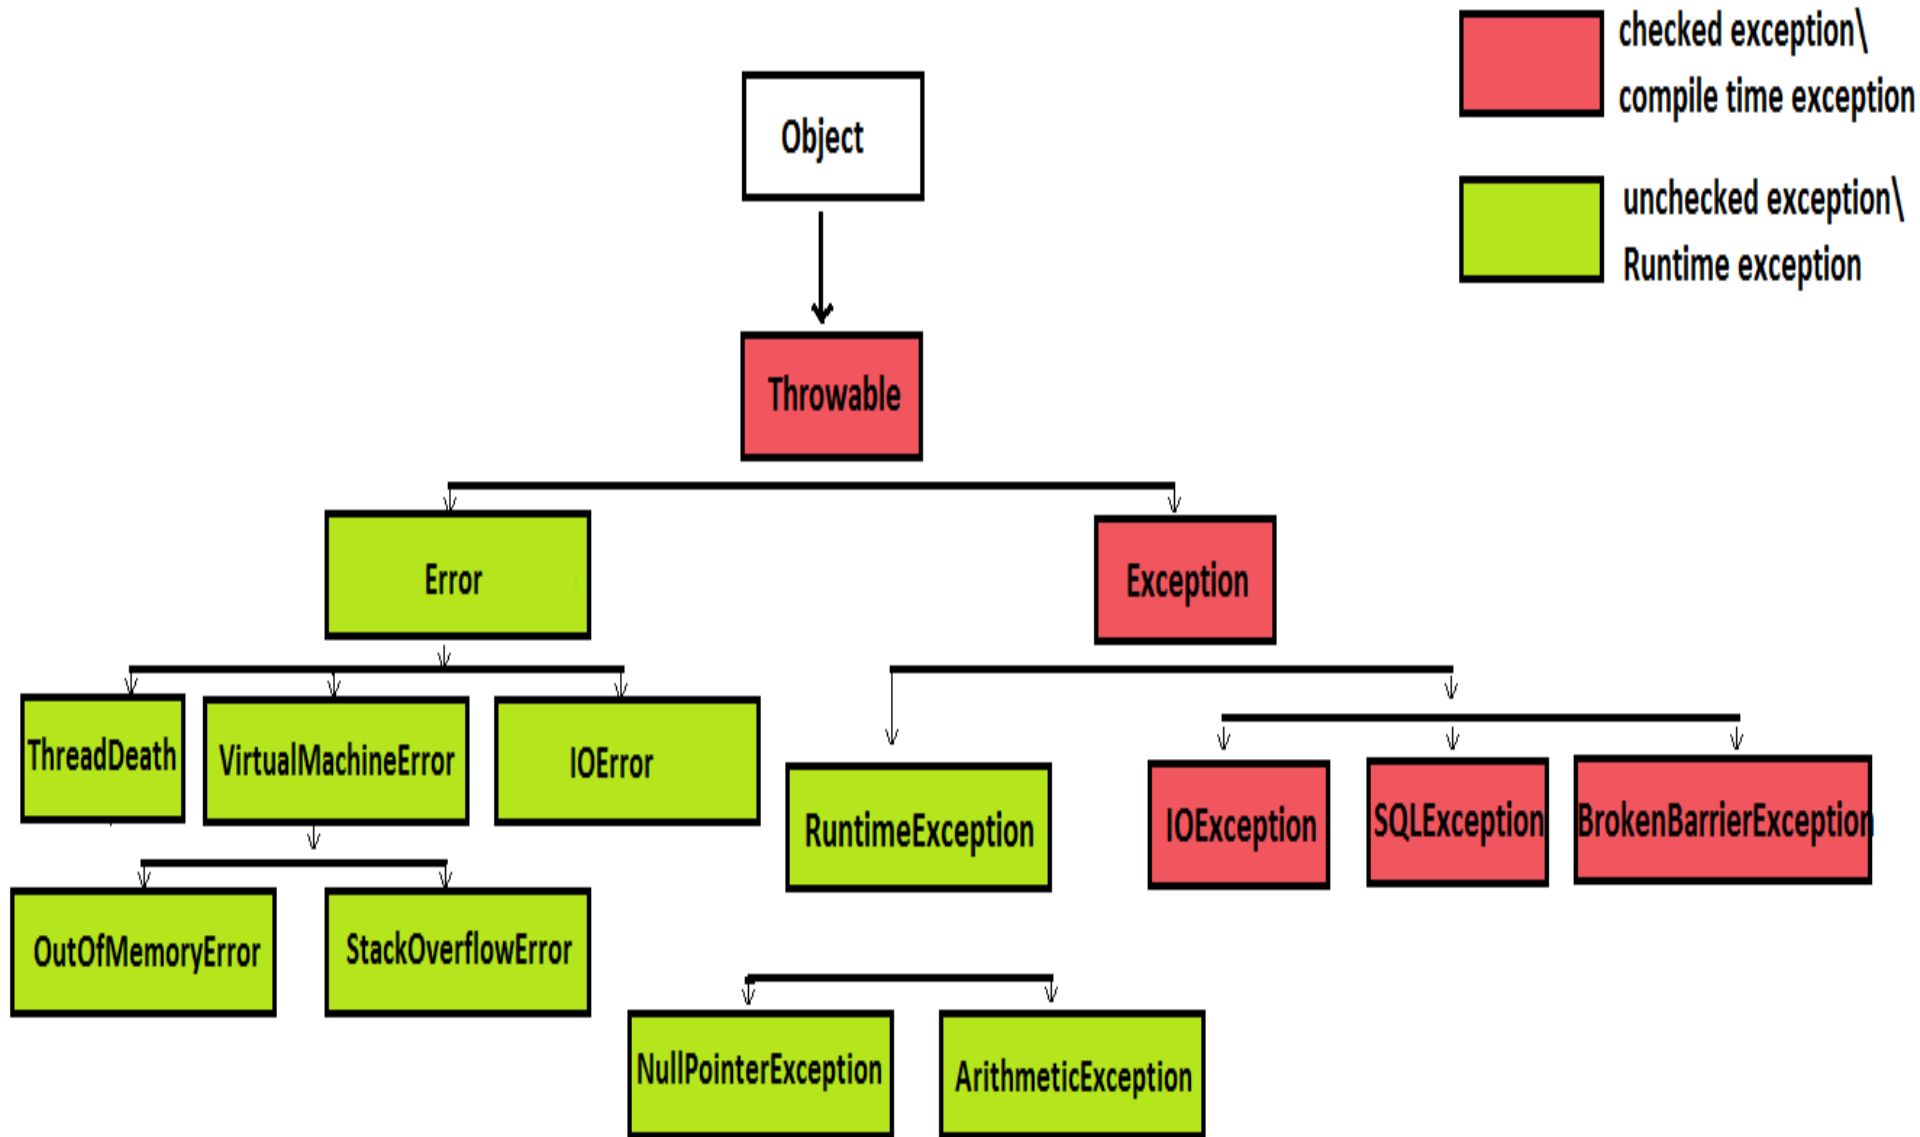 checked exception\
compile time exception
Object
unchecked exception\
Runtime exception
Throwable
Error
Exception
ThreadDeath
VirtualMachineError
IOError
RuntimeException
IOException
SQLException
BrokenBarrierException
OutOfMemoryError
StackOverflowError
NullPointerException
ArithmeticException